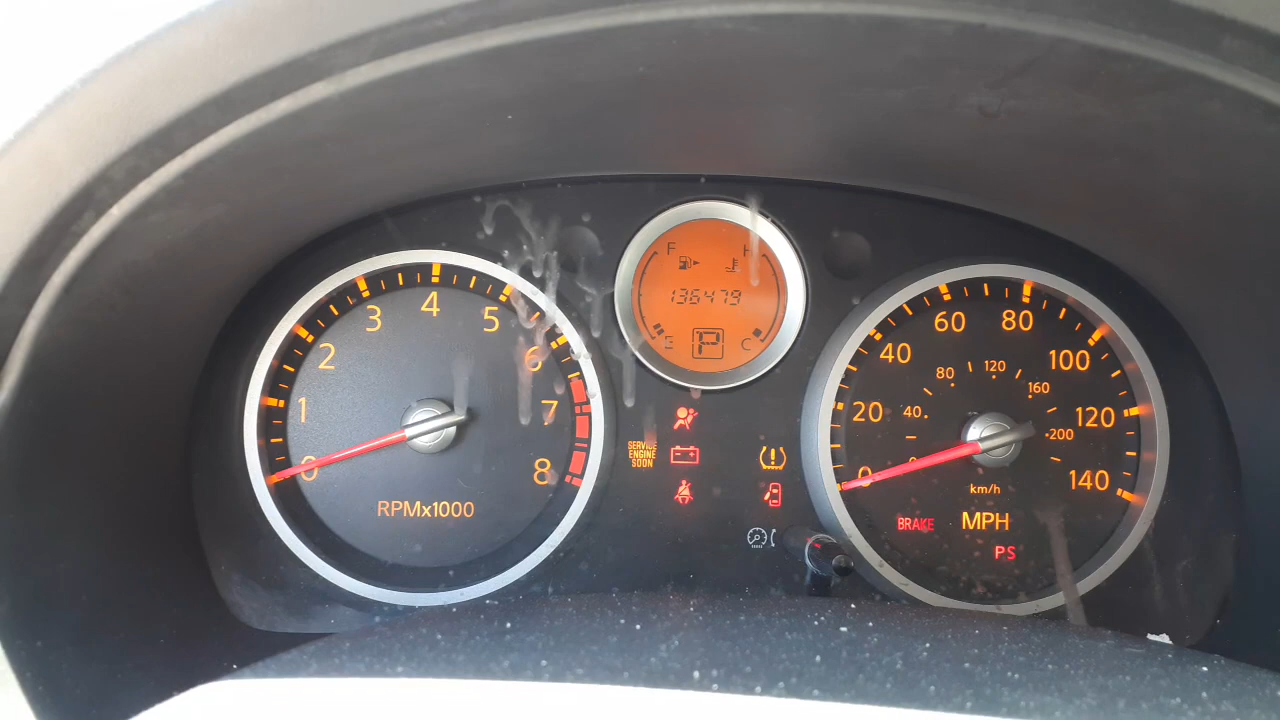 F H
136479
E P C
0 1 2 3 4 5 6 7 8
RPMx1000
SERVICE
ENGINE
SOON
0 20 40 60 80 100 120 140
40 80 120 160 200
km/h
BRAKE MPH
PS